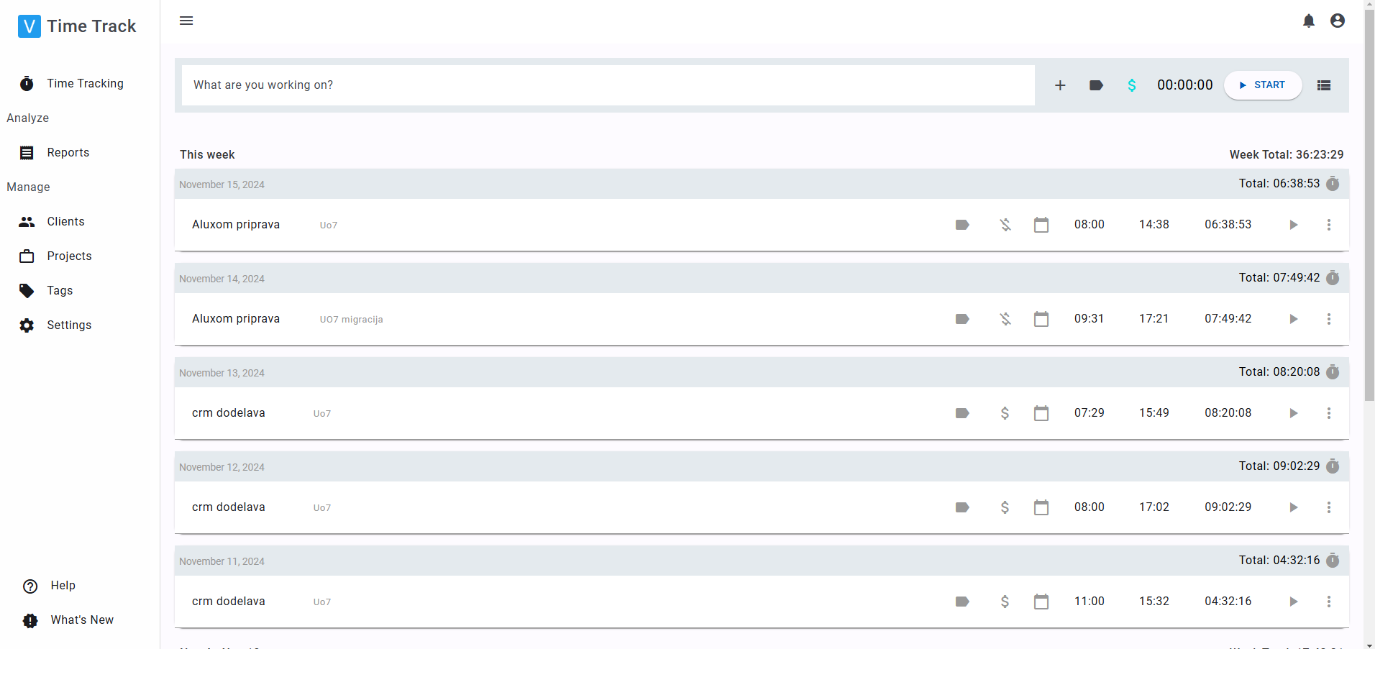 V Time Track
Time Tracking
Analyze
Reports
Manage
Clients
Projects
Tags
Settings
Help
What's New
What are you working on?
$ 00:00:00 START
This week Week Total: 36:23:29
November 15, 2024 Total: 06:38:53
Aluxom priprava Uo7 08:00 14:38 06:38:53
November 14, 2024 Total: 07:49:42
Aluxom priprava UO7 migracija 09:31 17:21 07:49:42
November 13, 2024 Total: 08:20:08
crm dodelava Uo7 $ 07:29 15:49 08:20:08
November 12, 2024 Total: 09:02:29
crm dodelava Uo7 $ 08:00 17:02 09:02:29
November 11, 2024 Total: 04:32:16
crm dodelava Uo7 $ 11:00 15:32 04:32:16